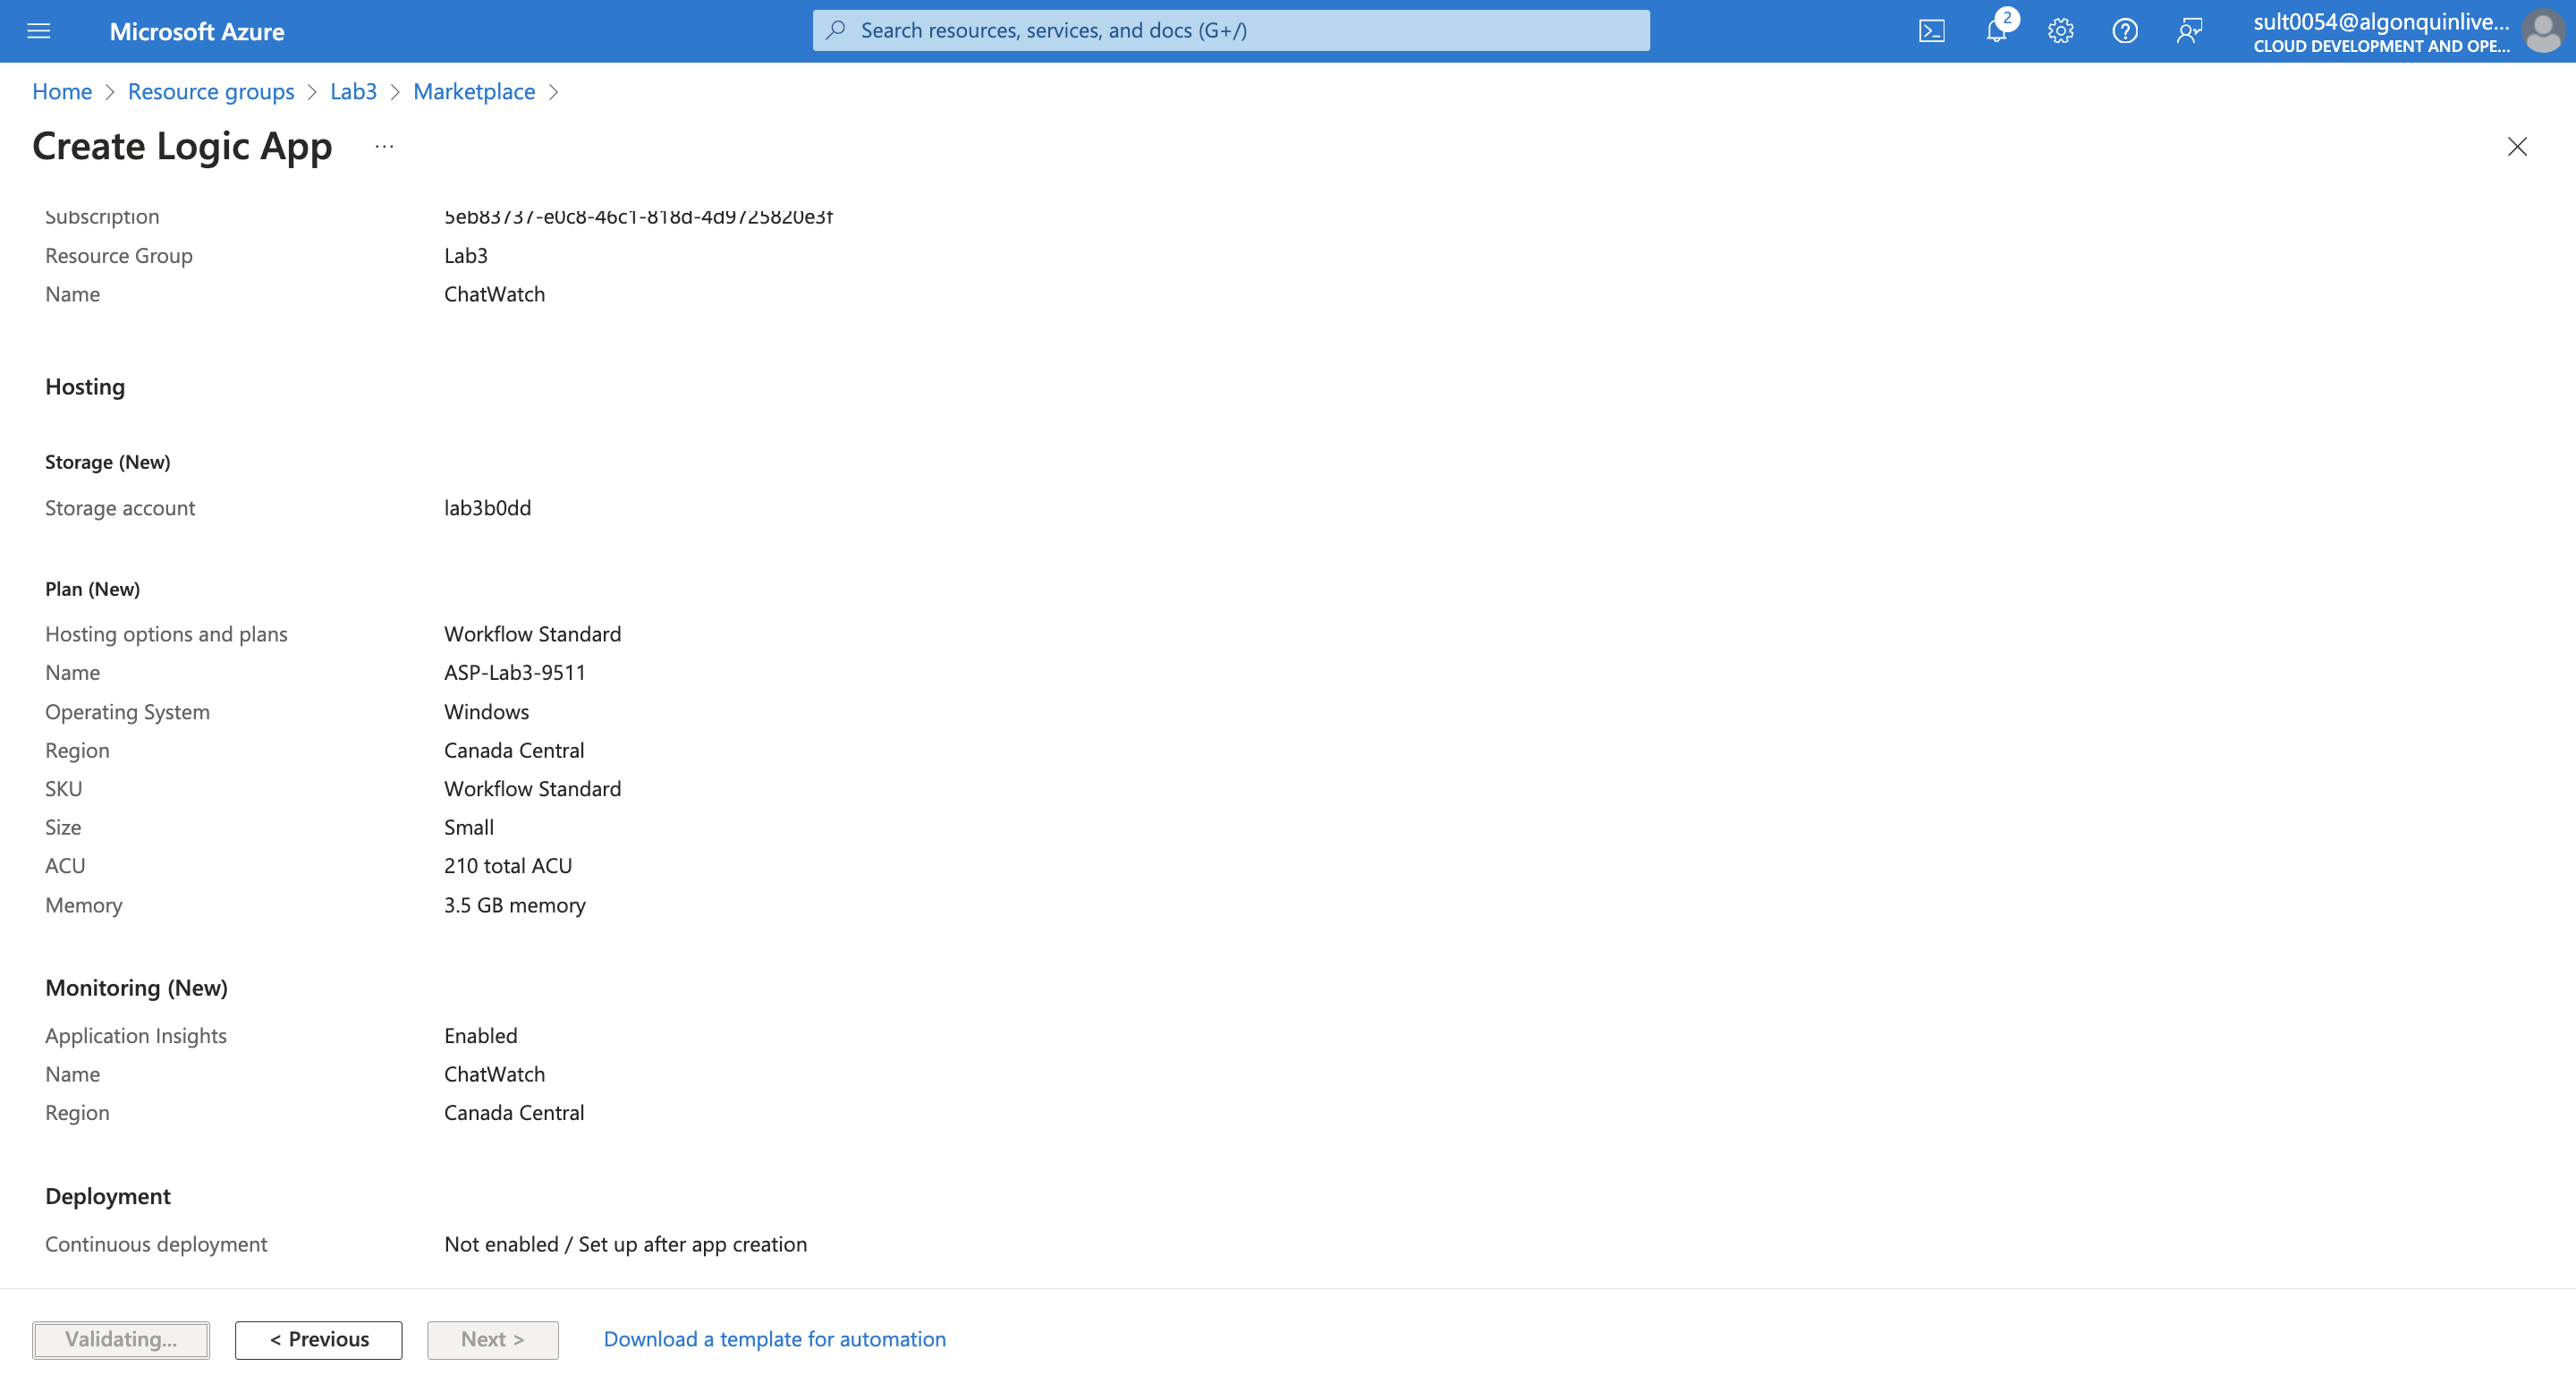 Microsoft Azure
Search resources, services, and docs (G+/)
2
sult0054@algonquinlive...
CLOUD DEVELOPMENT AND OPE...
Home > Resource groups > Lab3 > Marketplace >
Create Logic App ...
Subscription 5eb83737-e0c8-46c1-818d-4d9725820e3f
Resource Group Lab3
Name ChatWatch
Hosting
Storage (New)
Storage account lab3b0dd
Plan (New)
Hosting options and plans Workflow Standard
Name ASP-Lab3-9511
Operating System Windows
Region Canada Central
SKU Workflow Standard
Size Small
ACU 210 total ACU
Memory 3.5 GB memory
Monitoring (New)
Application Insights Enabled
Name ChatWatch
Region Canada Central
Deployment
Continuous deployment Not enabled / Set up after app creation
Validating... < Previous Next > Download a template for automation